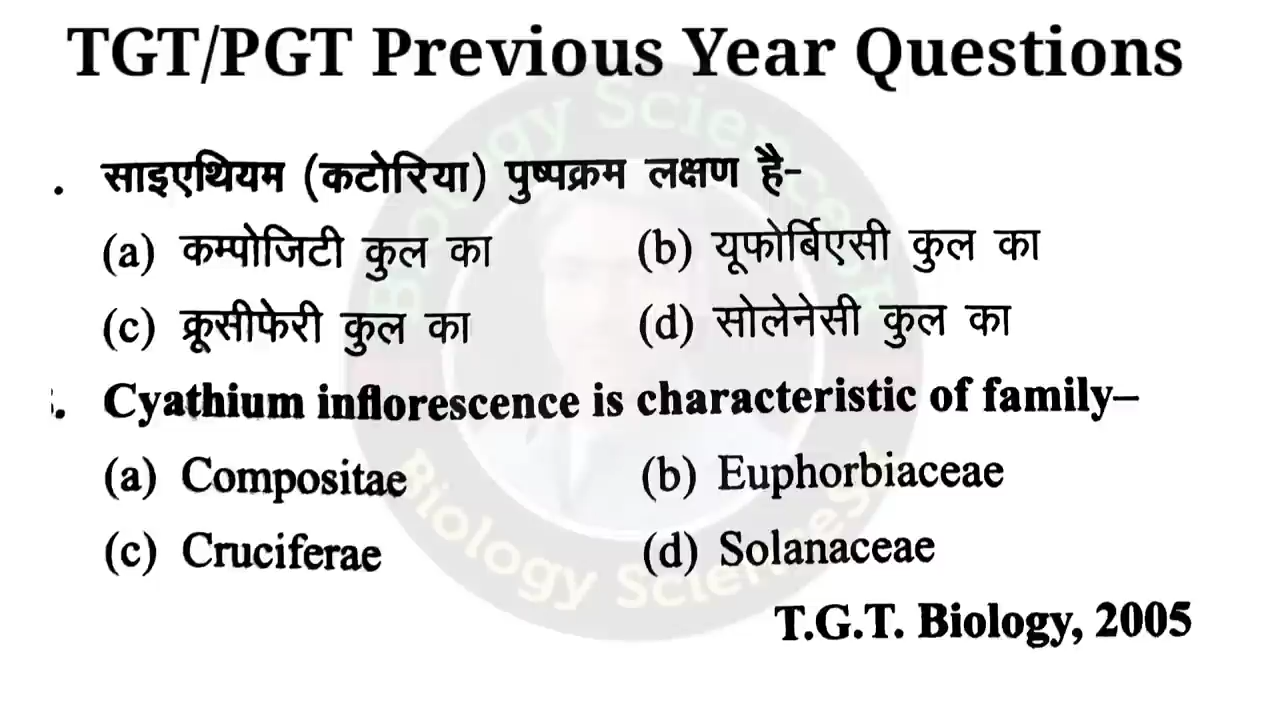 TGT/PGT Previous Year Questions
. साइएथियम (कटोरिया) पुष्पक्रम लक्षण है-
(a) कम्पोजिटी कुल का (b) यूफोर्बिएसी कुल का
(c) क्रूसीफेरी कुल का (d) सोलेनेसी कुल का
. Cyathium inflorescence is characteristic of family–
(a) Compositae (b) Euphorbiaceae
(c) Cruciferae (d) Solanaceae
T.G.T. Biology, 2005